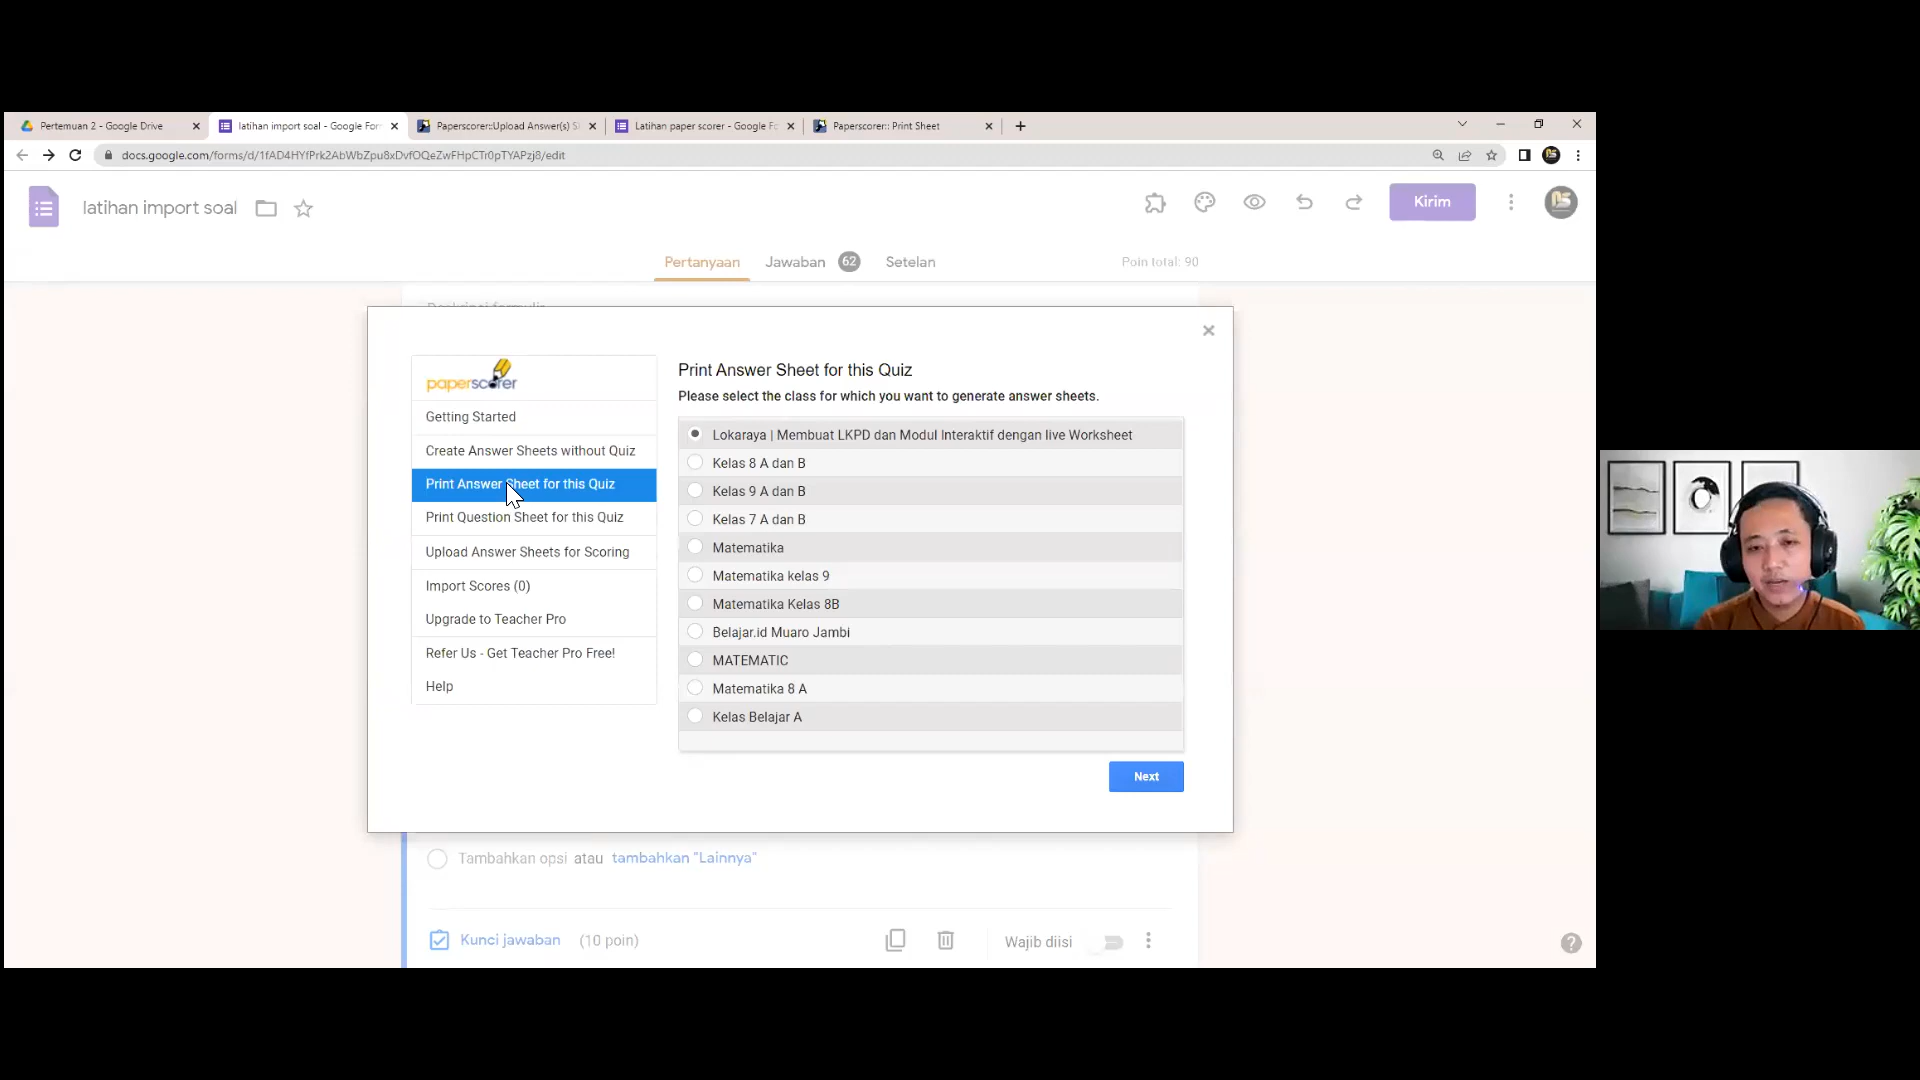 Pertemuan 2 - Google Drive
latihan import soal - Google For
Paperscorer::Upload Answer(s) S
Latihan paper scorer - Google Fo
Paperscorer:: Print Sheet
docs.google.com/forms/d/1fAD4HYfPrk2AbWbZpu8xDvfOQeZwFHpCTr0pTYAPzj8/edit
latihan import soal
Kirim
Pertanyaan
Jawaban 62
Setelan
Poin total: 90
Deskripsi formulir
paperscorer
Getting Started
Create Answer Sheets without Quiz
Print Answer Sheet for this Quiz
Print Question Sheet for this Quiz
Upload Answer Sheets for Scoring
Import Scores (0)
Upgrade to Teacher Pro
Refer Us - Get Teacher Pro Free!
Help
Print Answer Sheet for this Quiz
Please select the class for which you want to generate answer sheets.
Lokaraya | Membuat LKPD dan Modul Interaktif dengan live Worksheet
Kelas 8 A dan B
Kelas 9 A dan B
Kelas 7 A dan B
Matematika
Matematika kelas 9
Matematika Kelas 8B
Belajar.id Muaro Jambi
MATEMATIC
Matematika 8 A
Kelas Belajar A
Next
Tambahkan opsi atau tambahkan "Lainnya"
Kunci jawaban (10 poin)
Wajib diisi